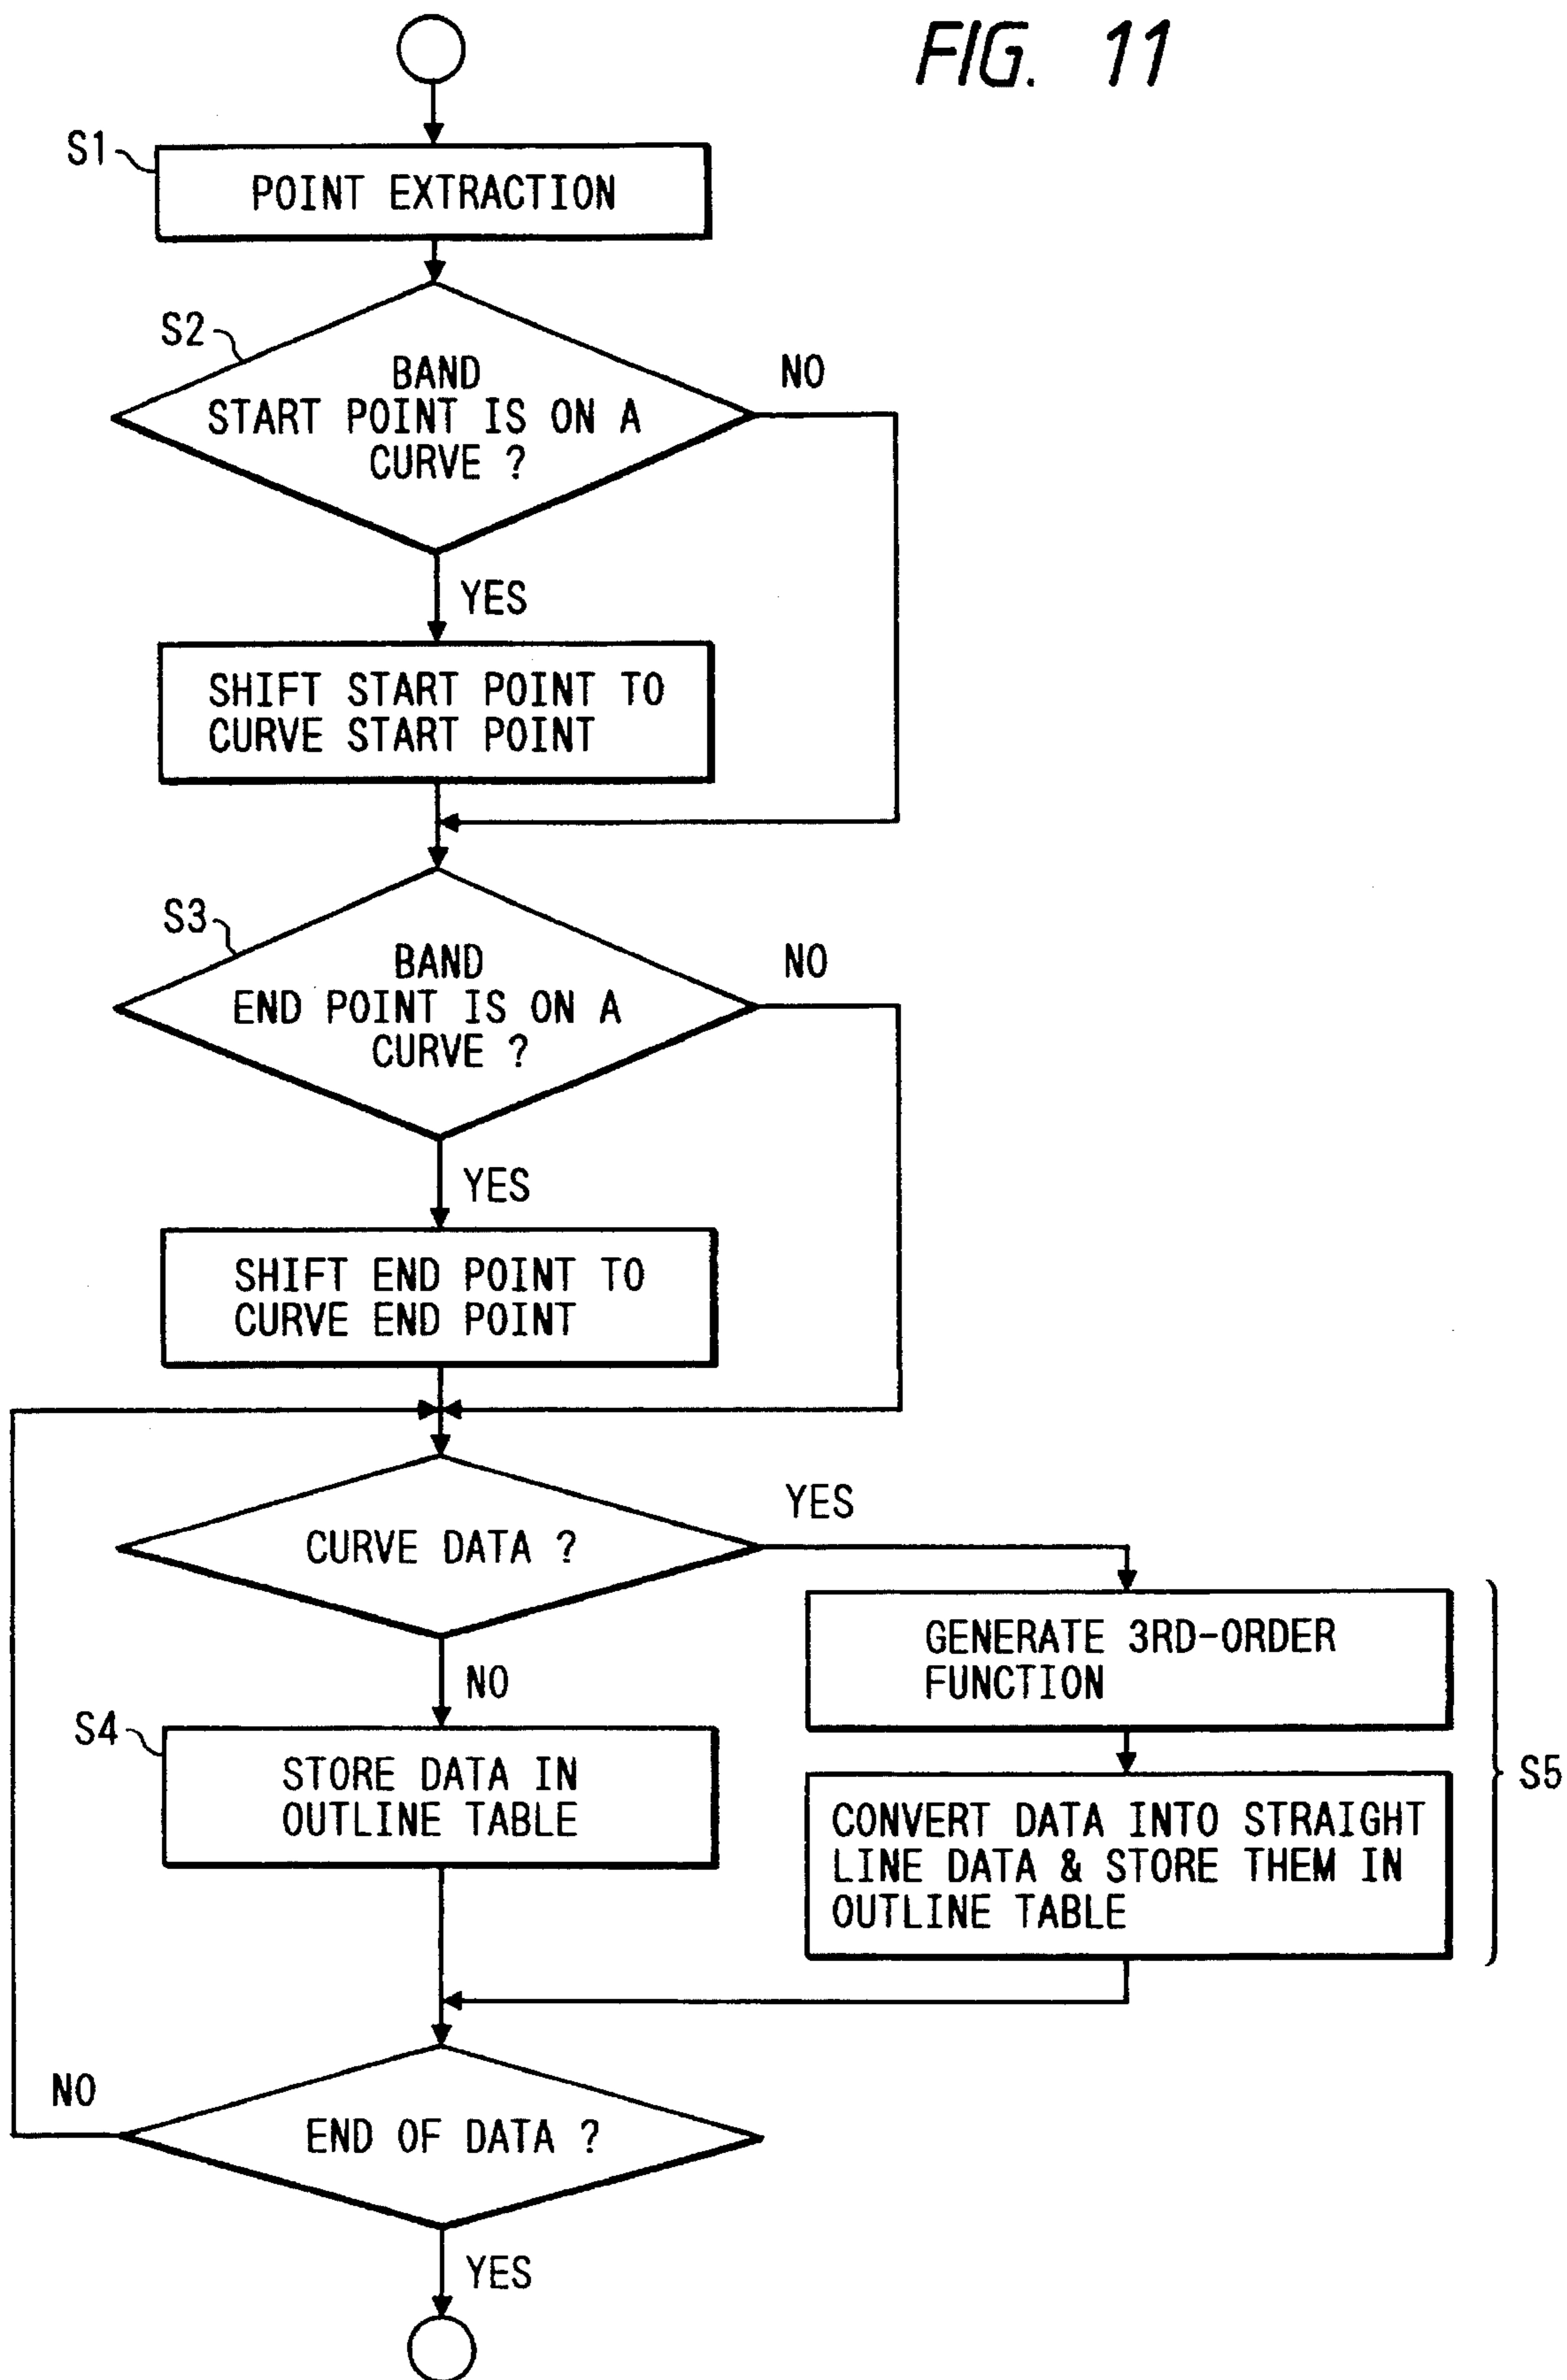 FIG. 11
S1
POINT EXTRACTION
S2
BAND
START POINT IS ON A
CURVE ?
NO
YES
SHIFT START POINT TO
CURVE START POINT
S3
BAND
END POINT IS ON A
CURVE ?
NO
YES
SHIFT END POINT TO
CURVE END POINT
CURVE DATA ?
YES
NO
GENERATE 3RD-ORDER
FUNCTION
S4
STORE DATA IN
OUTLINE TABLE
CONVERT DATA INTO STRAIGHT
LINE DATA & STORE THEM IN
OUTLINE TABLE
S5
END OF DATA ?
NO
YES